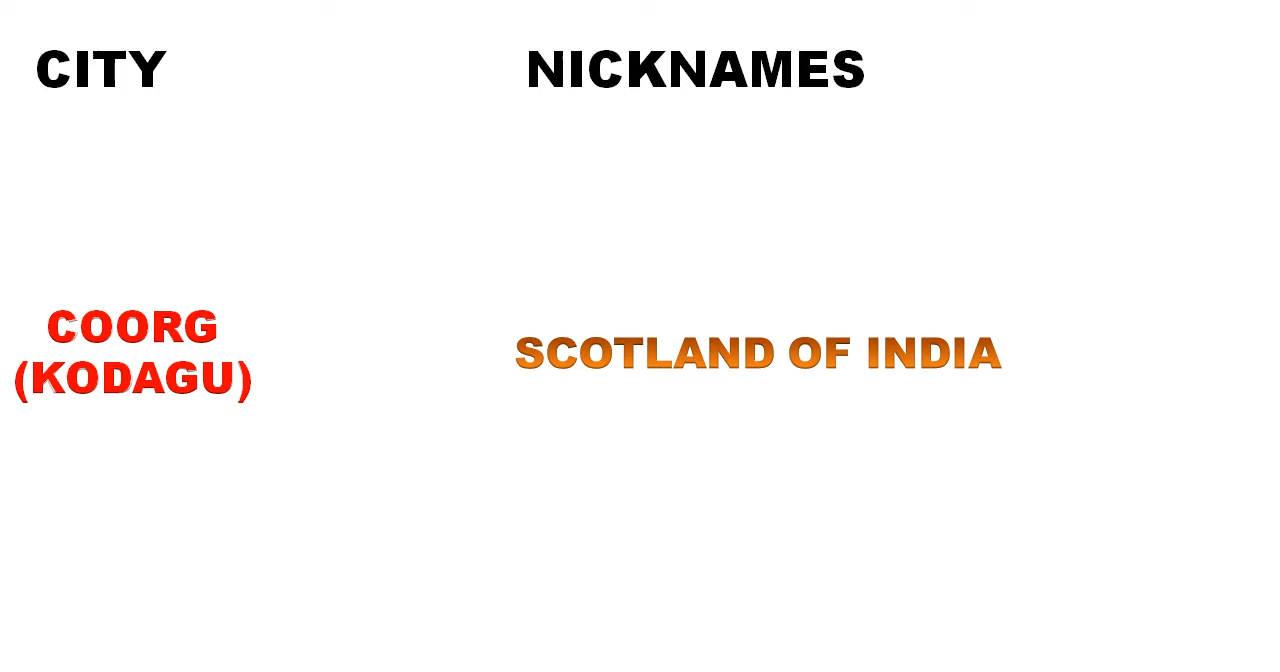 CITY
NICKNAMES
COORG
(KODAGU)
SCOTLAND OF INDIA